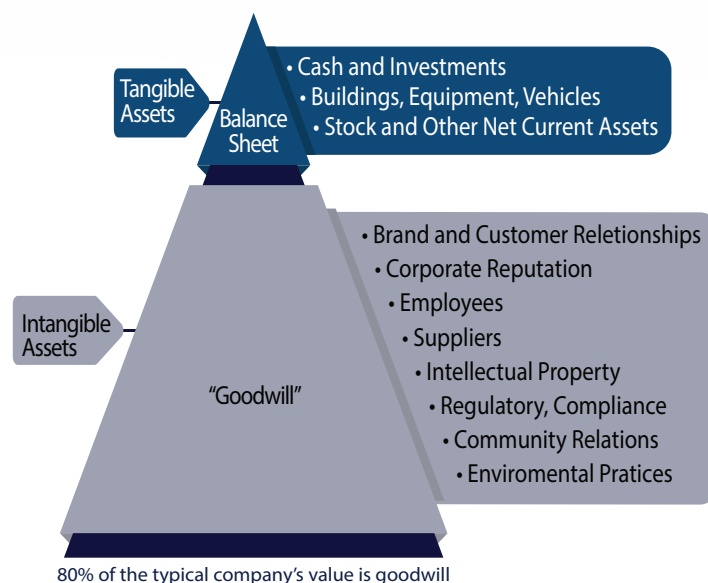 Tangible
Assets
Balance
Sheet
• Cash and Investments
• Buildings, Equipment, Vehicles
• Stock and Other Net Current Assets
Intangible
Assets
“Goodwill”
• Brand and Customer Reletionships
• Corporate Reputation
• Employees
• Suppliers
• Intellectual Property
• Regulatory, Compliance
• Community Relations
• Enviromental Pratices
80% of the typical company’s value is goodwill